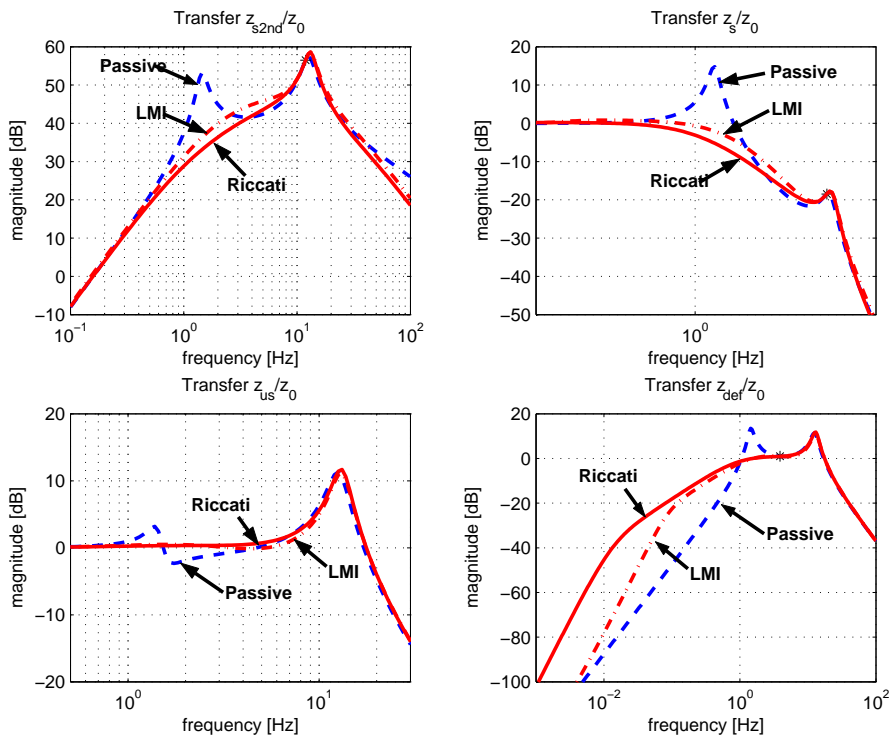 Transfer z_s2nd/z_0
60
50
40
30
20
10
0
−10
magnitude [dB]
Passive
LMI
Riccati
10^−1
10^0
10^1
10^2
frequency [Hz]
Transfer z_s/z_0
20
10
0
−10
−20
−30
−40
−50
magnitude [dB]
Passive
LMI
Riccati
10^0
frequency [Hz]
Transfer z_us/z_0
20
10
0
−10
−20
magnitude [dB]
Riccati
LMI
Passive
10^0
10^1
frequency [Hz]
Transfer z_def/z_0
20
0
−20
−40
−60
−80
−100
magnitude [dB]
Riccati
Passive
LMI
10^−2
10^0
10^2
frequency [Hz]